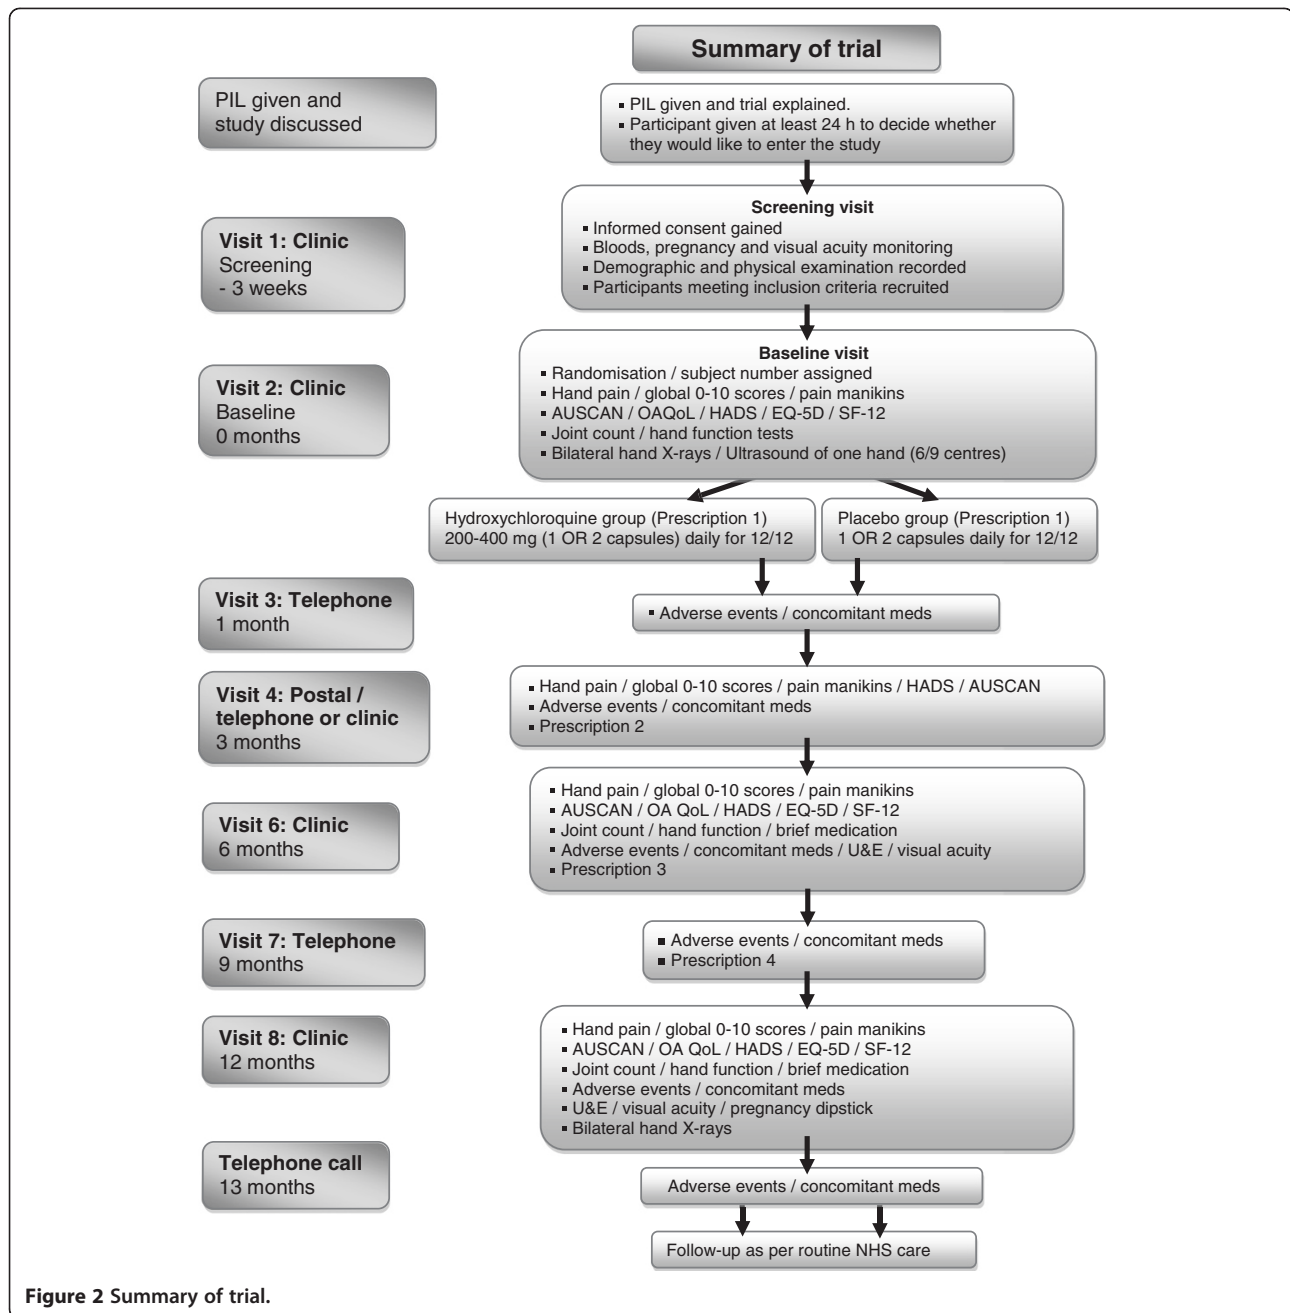 Summary of trial
PIL given and
study discussed
▪ PIL given and trial explained.
▪ Participant given at least 24 h to decide whether
they would like to enter the study
Visit 1: Clinic
Screening
- 3 weeks
Screening visit
▪ Informed consent gained
▪ Bloods, pregnancy and visual acuity monitoring
▪ Demographic and physical examination recorded
▪ Participants meeting inclusion criteria recruited
Visit 2: Clinic
Baseline
0 months
Baseline visit
▪ Randomisation / subject number assigned
▪ Hand pain / global 0-10 scores / pain manikins
▪ AUSCAN / OAQoL / HADS / EQ-5D / SF-12
▪ Joint count / hand function tests
▪ Bilateral hand X-rays / Ultrasound of one hand (6/9 centres)
Hydroxychloroquine group (Prescription 1)
200-400 mg (1 OR 2 capsules) daily for 12/12
Placebo group (Prescription 1)
1 OR 2 capsules daily for 12/12
Visit 3: Telephone
1 month
▪ Adverse events / concomitant meds
Visit 4: Postal /
telephone or clinic
3 months
▪ Hand pain / global 0-10 scores / pain manikins / HADS / AUSCAN
▪ Adverse events / concomitant meds
▪ Prescription 2
Visit 6: Clinic
6 months
▪ Hand pain / global 0-10 scores / pain manikins
▪ AUSCAN / OA QoL / HADS / EQ-5D / SF-12
▪ Joint count / hand function / brief medication
▪ Adverse events / concomitant meds / U&E / visual acuity
▪ Prescription 3
Visit 7: Telephone
9 months
▪ Adverse events / concomitant meds
▪ Prescription 4
Visit 8: Clinic
12 months
▪ Hand pain / global 0-10 scores / pain manikins
▪ AUSCAN / OA QoL / HADS / EQ-5D / SF-12
▪ Joint count / hand function / brief medication
▪ Adverse events / concomitant meds
▪ U&E / visual acuity / pregnancy dipstick
▪ Bilateral hand X-rays
Telephone call
13 months
Adverse events / concomitant meds
Follow-up as per routine NHS care
Figure 2 Summary of trial.